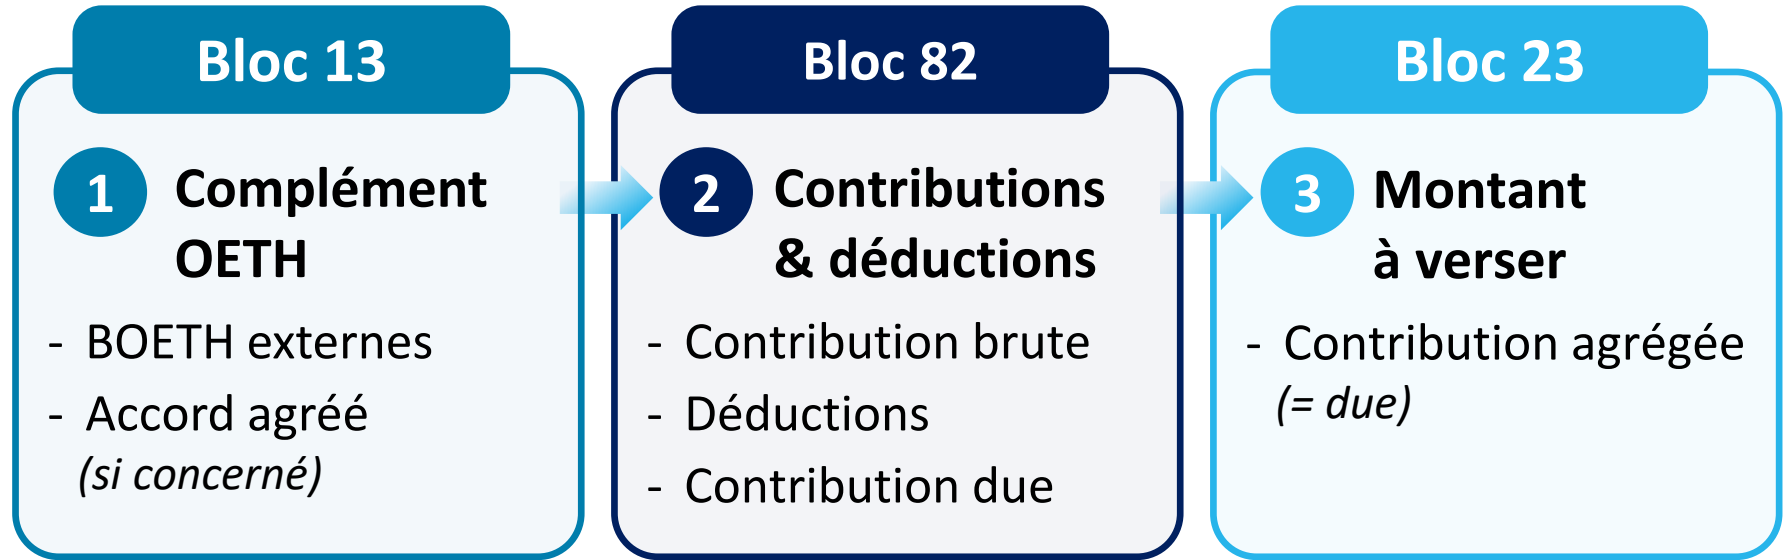 Bloc 13
1
Complément
OETH
- BOETH externes
- Accord agréé
(si concerné)
Bloc 82
2
Contributions
& déductions
- Contribution brute
- Déductions
- Contribution due
Bloc 23
3
Montant
à verser
- Contribution agrégée
(= due)